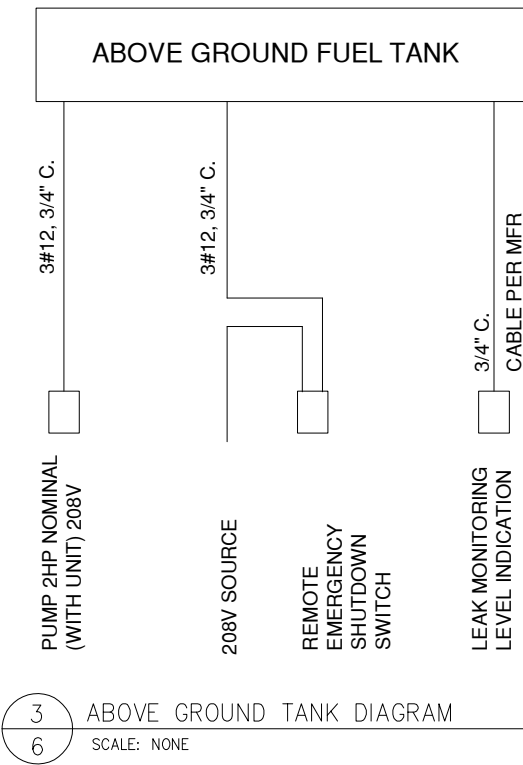 ABOVE GROUND FUEL TANK
3#12, 3/4" C.
3#12, 3/4" C.
3/4" C.
CABLE PER MFR
PUMP 2HP NOMINAL
(WITH UNIT) 208V
208V SOURCE
REMOTE
EMERGENCY
SHUTDOWN
SWITCH
LEAK MONITORING
LEVEL INDICATION
3
6
ABOVE GROUND TANK DIAGRAM
SCALE: NONE